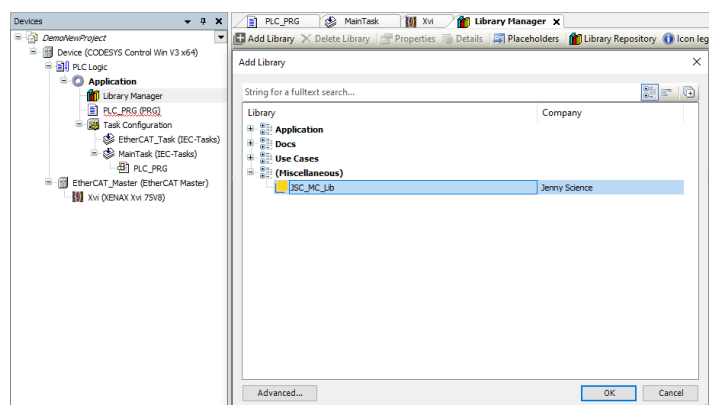 Devices
DemoNewProject
Device (CODESYS Control Win V3 x64)
PLC Logic
Application
Library Manager
PLC_PRG (PRG)
Task Configuration
EtherCAT_Task (IEC-Tasks)
MainTask (IEC-Tasks)
PLC_PRG
EtherCAT_Master (EtherCAT Master)
Xvi (XENAX Xvi 75V8)
PLC_PRG MainTask Xvi Library Manager
Add Library Delete Library Properties Details Placeholders Library Repository Icon leg
Add Library
String for a fulltext search...
Library Company
Application
Docs
Use Cases
(Miscellaneous)
JSC_MC_Lib Jenny Science
Advanced... OK Cancel